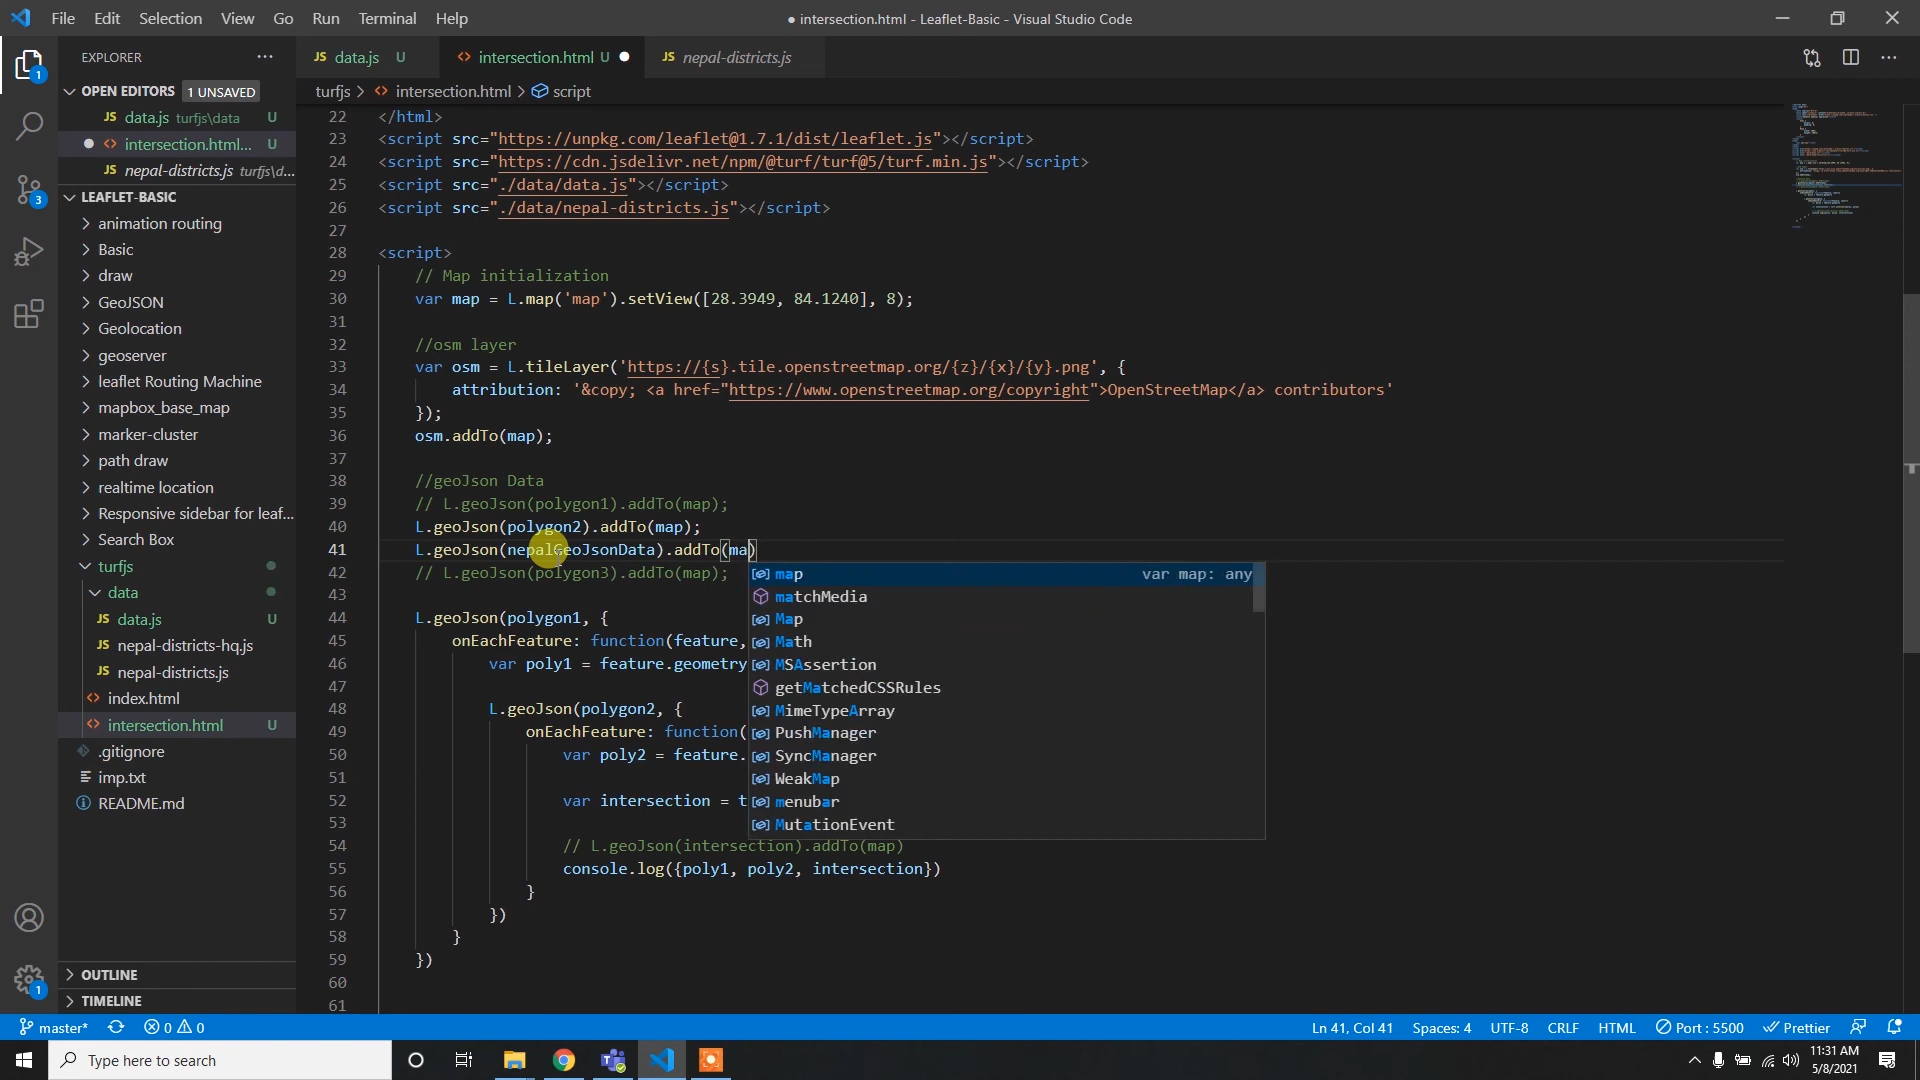 File Edit Selection View Go Run Terminal Help
● intersection.html - Leaflet-Basic - Visual Studio Code
EXPLORER ···
JS data.js U
<> intersection.html U ●
JS nepal-districts.js
OPEN EDITORS 1 UNSAVED
turfjs > <> intersection.html > script
JS data.js turfjs\data U
● <> intersection.html... U
JS nepal-districts.js turfjs\d...
LEAFLET-BASIC
animation routing
Basic
draw
GeoJSON
Geolocation
geoserver
leaflet Routing Machine
mapbox_base_map
marker-cluster
path draw
realtime location
Responsive sidebar for leaf...
Search Box
turfjs
data
JS data.js U
JS nepal-districts-hq.js
JS nepal-districts.js
<> index.html
<> intersection.html U
.gitignore
imp.txt
README.md
OUTLINE
TIMELINE
1
3
1
22 </html>
23 <script src="https://unpkg.com/leaflet@1.7.1/dist/leaflet.js"></script>
24 <script src="https://cdn.jsdelivr.net/npm/@turf/turf@5/turf.min.js"></script>
25 <script src="./data/data.js"></script>
26 <script src="./data/nepal-districts.js"></script>
27
28 <script>
29 // Map initialization
30 var map = L.map('map').setView([28.3949, 84.1240], 8);
31
32 //osm layer
33 var osm = L.tileLayer('https://{s}.tile.openstreetmap.org/{z}/{x}/{y}.png', {
34 attribution: '&copy; <a href="https://www.openstreetmap.org/copyright">OpenStreetMap</a> contributors'
35 });
36 osm.addTo(map);
37
38 //geoJson Data
39 // L.geoJson(polygon1).addTo(map);
40 L.geoJson(polygon2).addTo(map);
41 L.geoJson(nepalGeoJsonData).addTo(ma)
42 // L.geoJson(polygon3).addTo(map);
43
44 L.geoJson(polygon1, {
45 onEachFeature: function(feature,
46 var poly1 = feature.geometry
47
48 L.geoJson(polygon2, {
49 onEachFeature: function(
50 var poly2 = feature.
51
52 var intersection = t
53
54 // L.geoJson(intersection).addTo(map)
55 console.log({poly1, poly2, intersection})
56 }
57 })
58 }
59 })
60
61
map var map: any
matchMedia
Map
Math
MSAssertion
getMatchedCSSRules
MimeTypeArray
PushManager
SyncManager
WeakMap
menubar
MutationEvent
master* 0 0
Ln 41, Col 41 Spaces: 4 UTF-8 CRLF HTML Port : 5500 Prettier
Type here to search
11:31 AM
5/8/2021